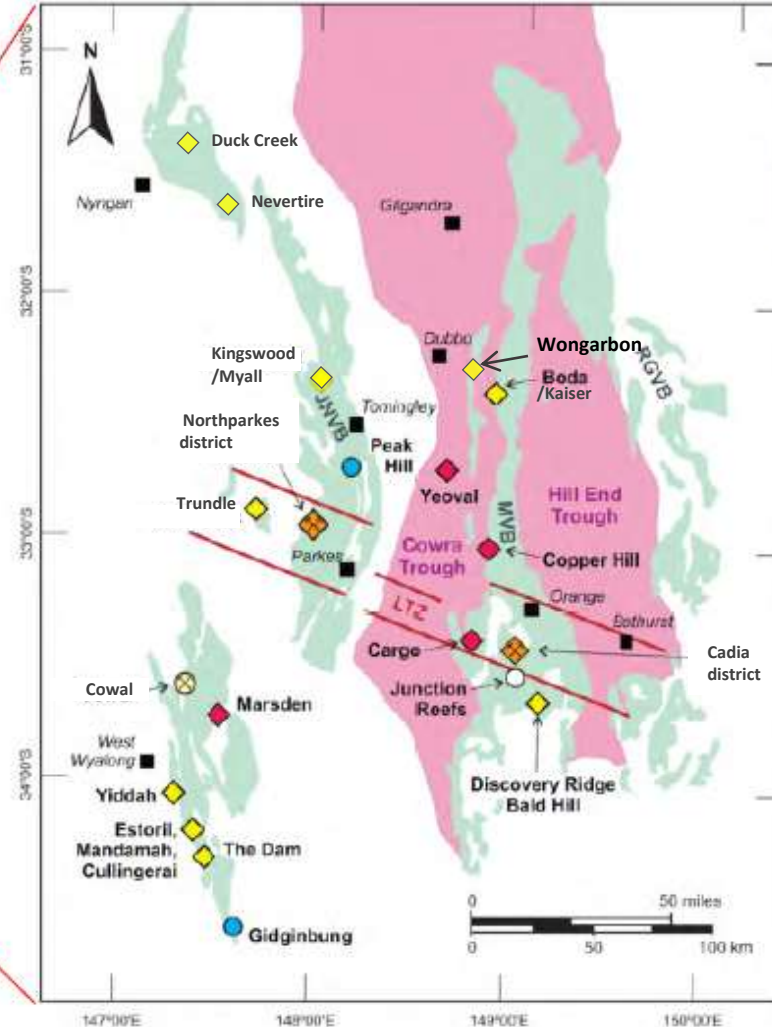 31°00'S
N
Duck Creek
Nyngan
Nevertire
Gilgandra
32°00'S
Dubbo
Wongarbon
Kingswood
/Myall
Boda
/Kaiser
RGVB
JNVB
Tomingley
Northparkes
district
Peak
Hill
Yeoval
Hill End
Trough
Trundle
MVB
33°00'S
Parkes
Cowra
Trough
Copper Hill
LTZ
Orange
Bathurst
Cargo
Cadia
district
Cowal
Junction
Reefs
Marsden
West
Wyalong
34°00'S
Yiddah
Discovery Ridge
Bald Hill
Estoril,
Mandamah,
Cullingerai
The Dam
0
50 miles
Gidginbung
0
50
100 km
147°00'E
148°00'E
149°00'E
150°00'E